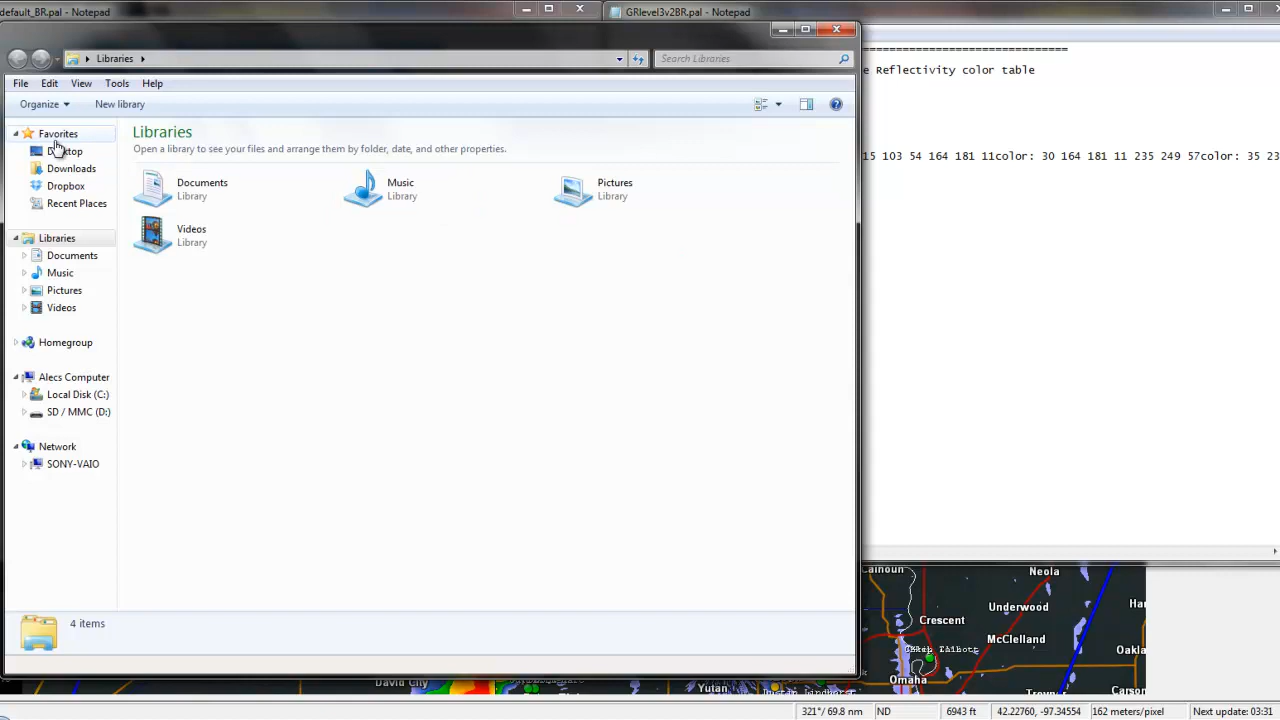 default_BR.pal - Notepad
GRlevel3v2BR.pal - Notepad
Libraries
Search Libraries
File Edit View Tools Help
Organize New library
Favorites
Downloads
Dropbox
Recent Places
Libraries
Documents
Music
Pictures
Videos
Homegroup
Alecs Computer
Local Disk (C:)
SD / MMC (D:)
Network
SONY-VAIO
Libraries
Open a library to see your files and arrange them by folder, date, and other properties.
Documents
Library
Music
Library
Pictures
Library
Videos
Library
4 items
==============================
e Reflectivity color table
15 103 54 164 181 11color: 30 164 181 11 235 249 57color: 35 23
Neola
Underwood
Crescent
McClelland
Oakla
Omaha
Carson
Yutan
321°/ 69.8 nm ND 6943 ft 42.22760, -97.34554 162 meters/pixel Next update: 03:31